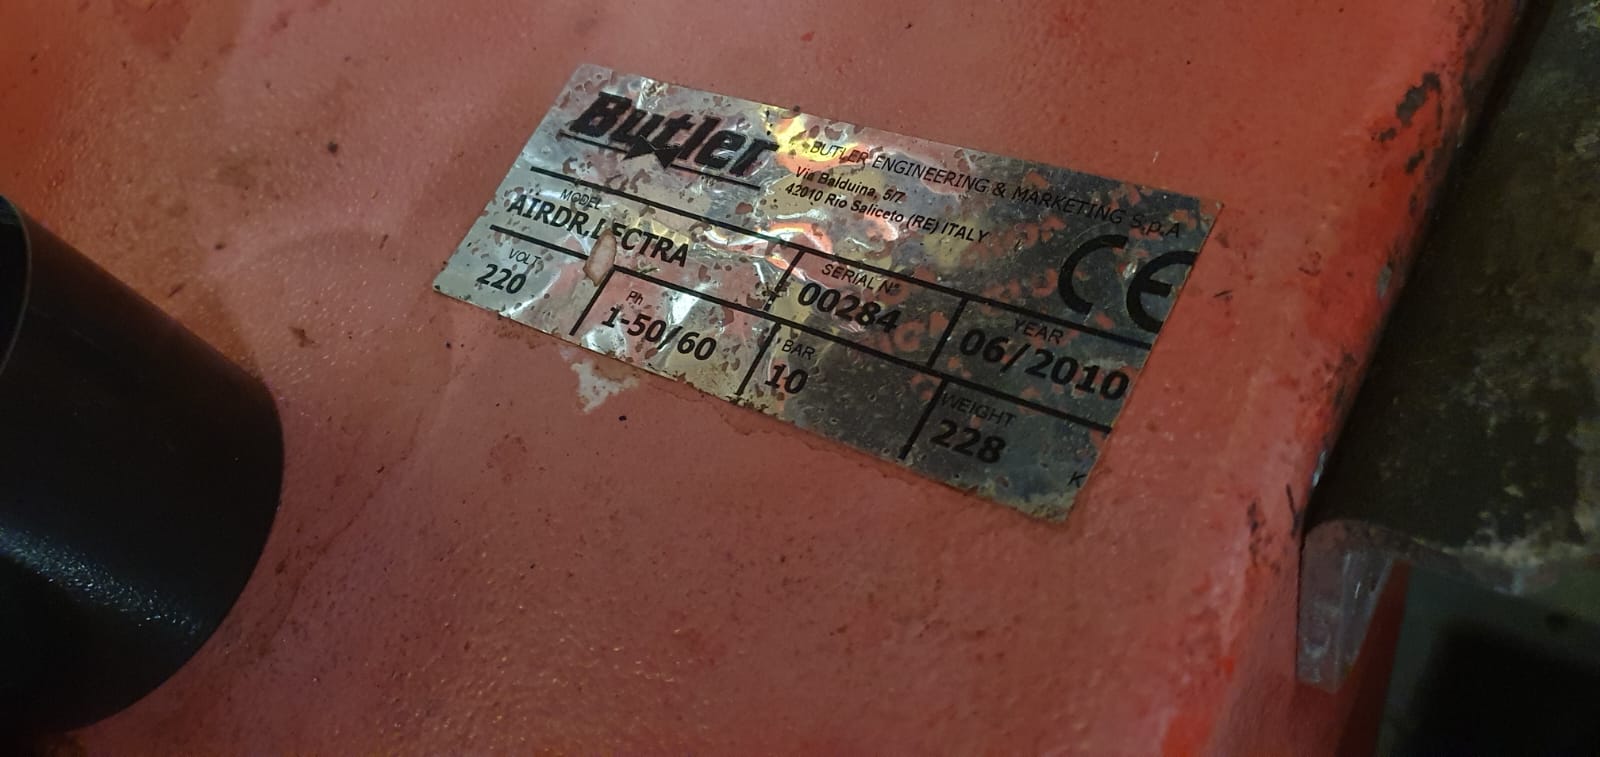 Butler
BUTLER ENGINEERING & MARKETING S.p.A
Via Balduina, 5/7
42010 Rio Saliceto (RE) ITALY
CE
MODEL
AIRDR.LECTRA
SERIAL N°
00284
YEAR
06/2010
VOLT
220
Ph
1-50/60
BAR
10
WEIGHT
228
K